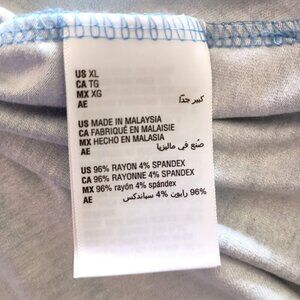 US XL
CA TG
MX XG
AE كبير جدًا
US MADE IN MALAYSIA
CA FABRIQUÉ EN MALAISIE
MX HECHO EN MALASIA
AE صُنع في ماليزيا
US 96% RAYON 4% SPANDEX
CA 96% RAYONNE 4% SPANDEX
MX 96% rayón 4% spándex
AE 96% رايون 4% سباندكس